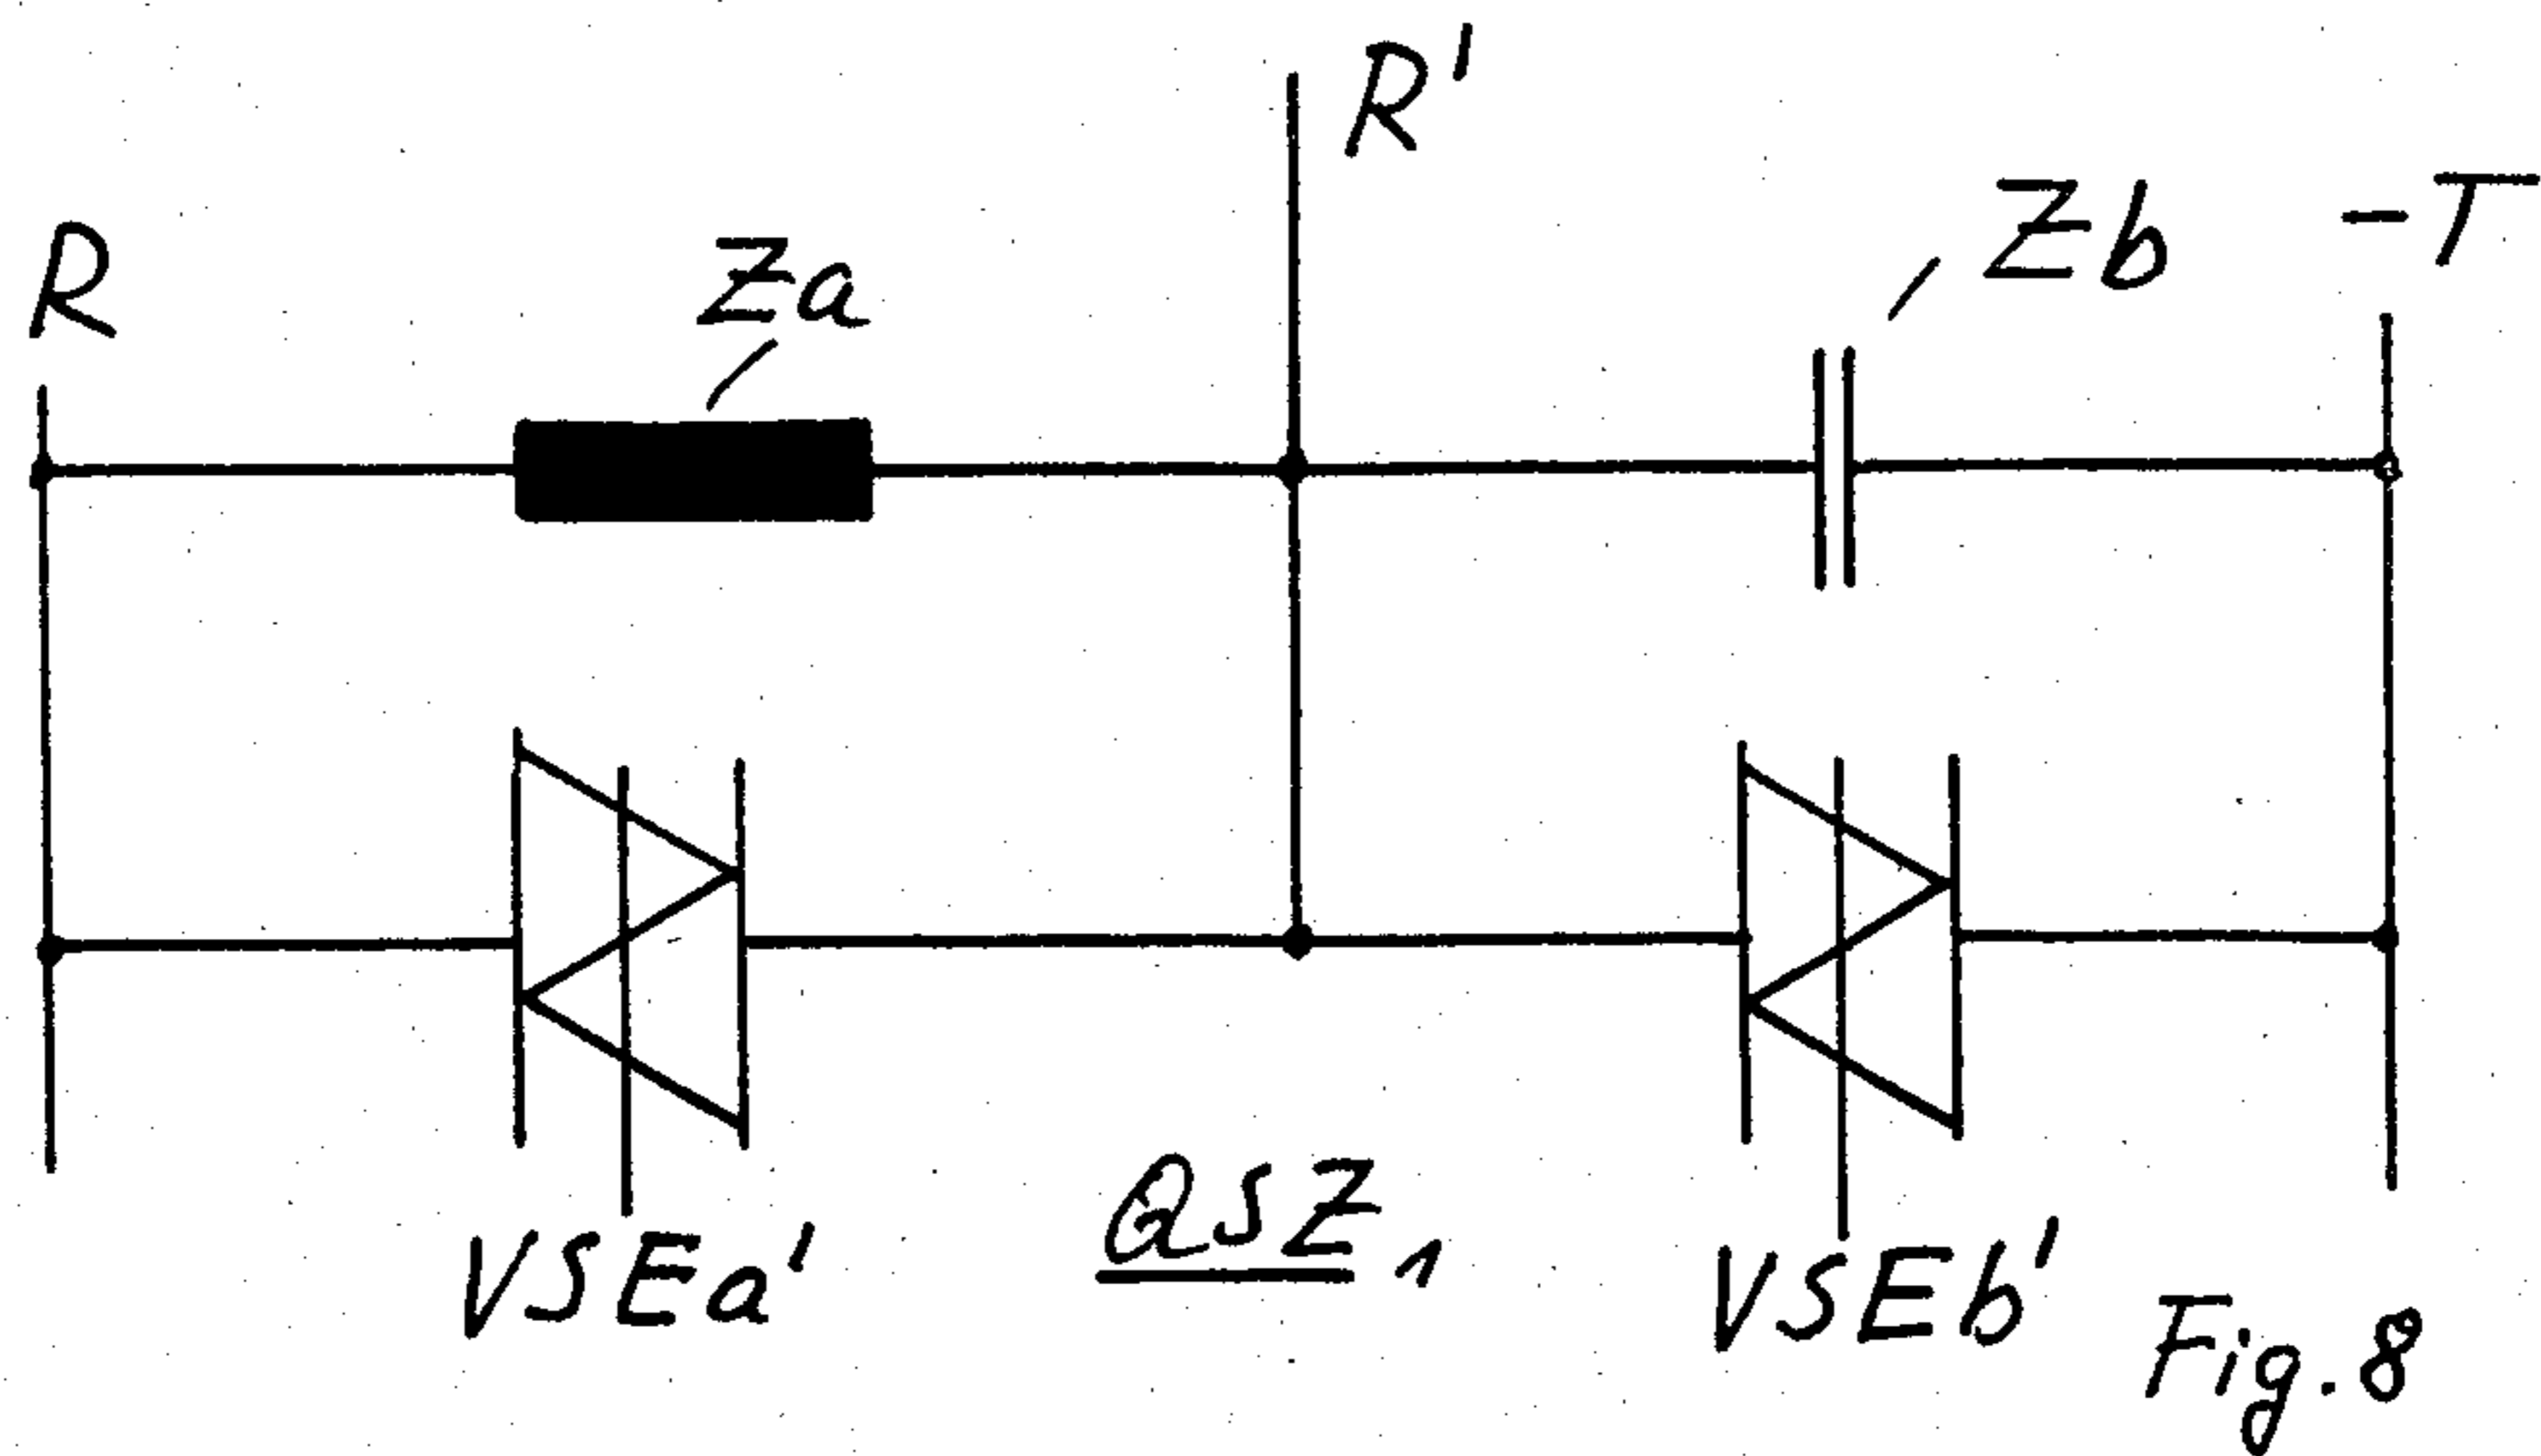 R
Za
R'
Zb
-T
VSEa'
QSZ1
VSEb'
Fig.8